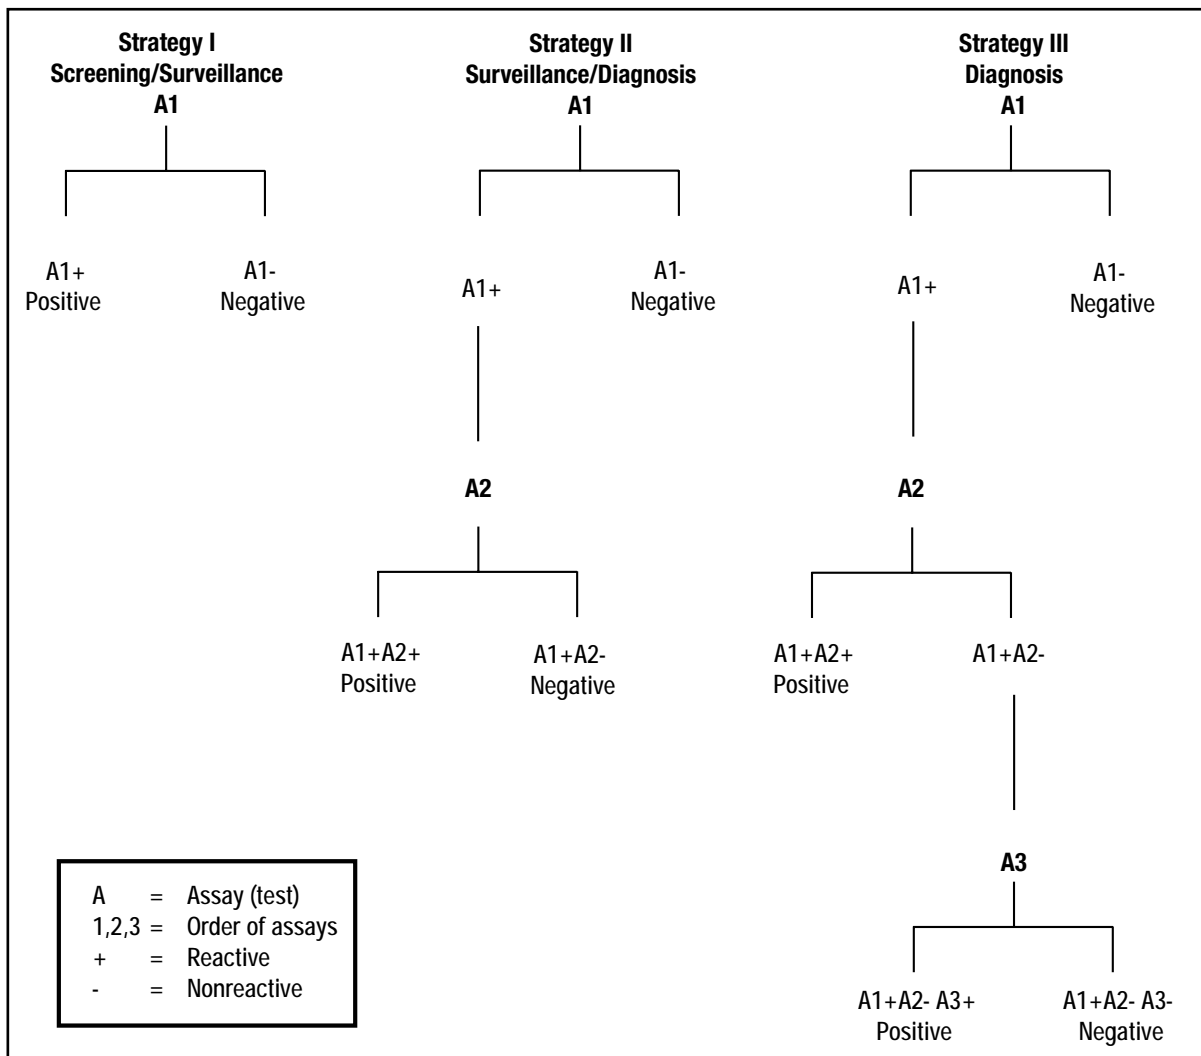 Strategy I
Screening/Surveillance
A1
A1+
Positive
A1-
Negative
Strategy II
Surveillance/Diagnosis
A1
A1+
A1-
Negative
A2
A1+A2+
Positive
A1+A2-
Negative
Strategy III
Diagnosis
A1
A1+
A1-
Negative
A2
A1+A2+
Positive
A1+A2-
A3
A1+A2- A3+
Positive
A1+A2- A3-
Negative
A = Assay (test)
1,2,3 = Order of assays
+ = Reactive
- = Nonreactive